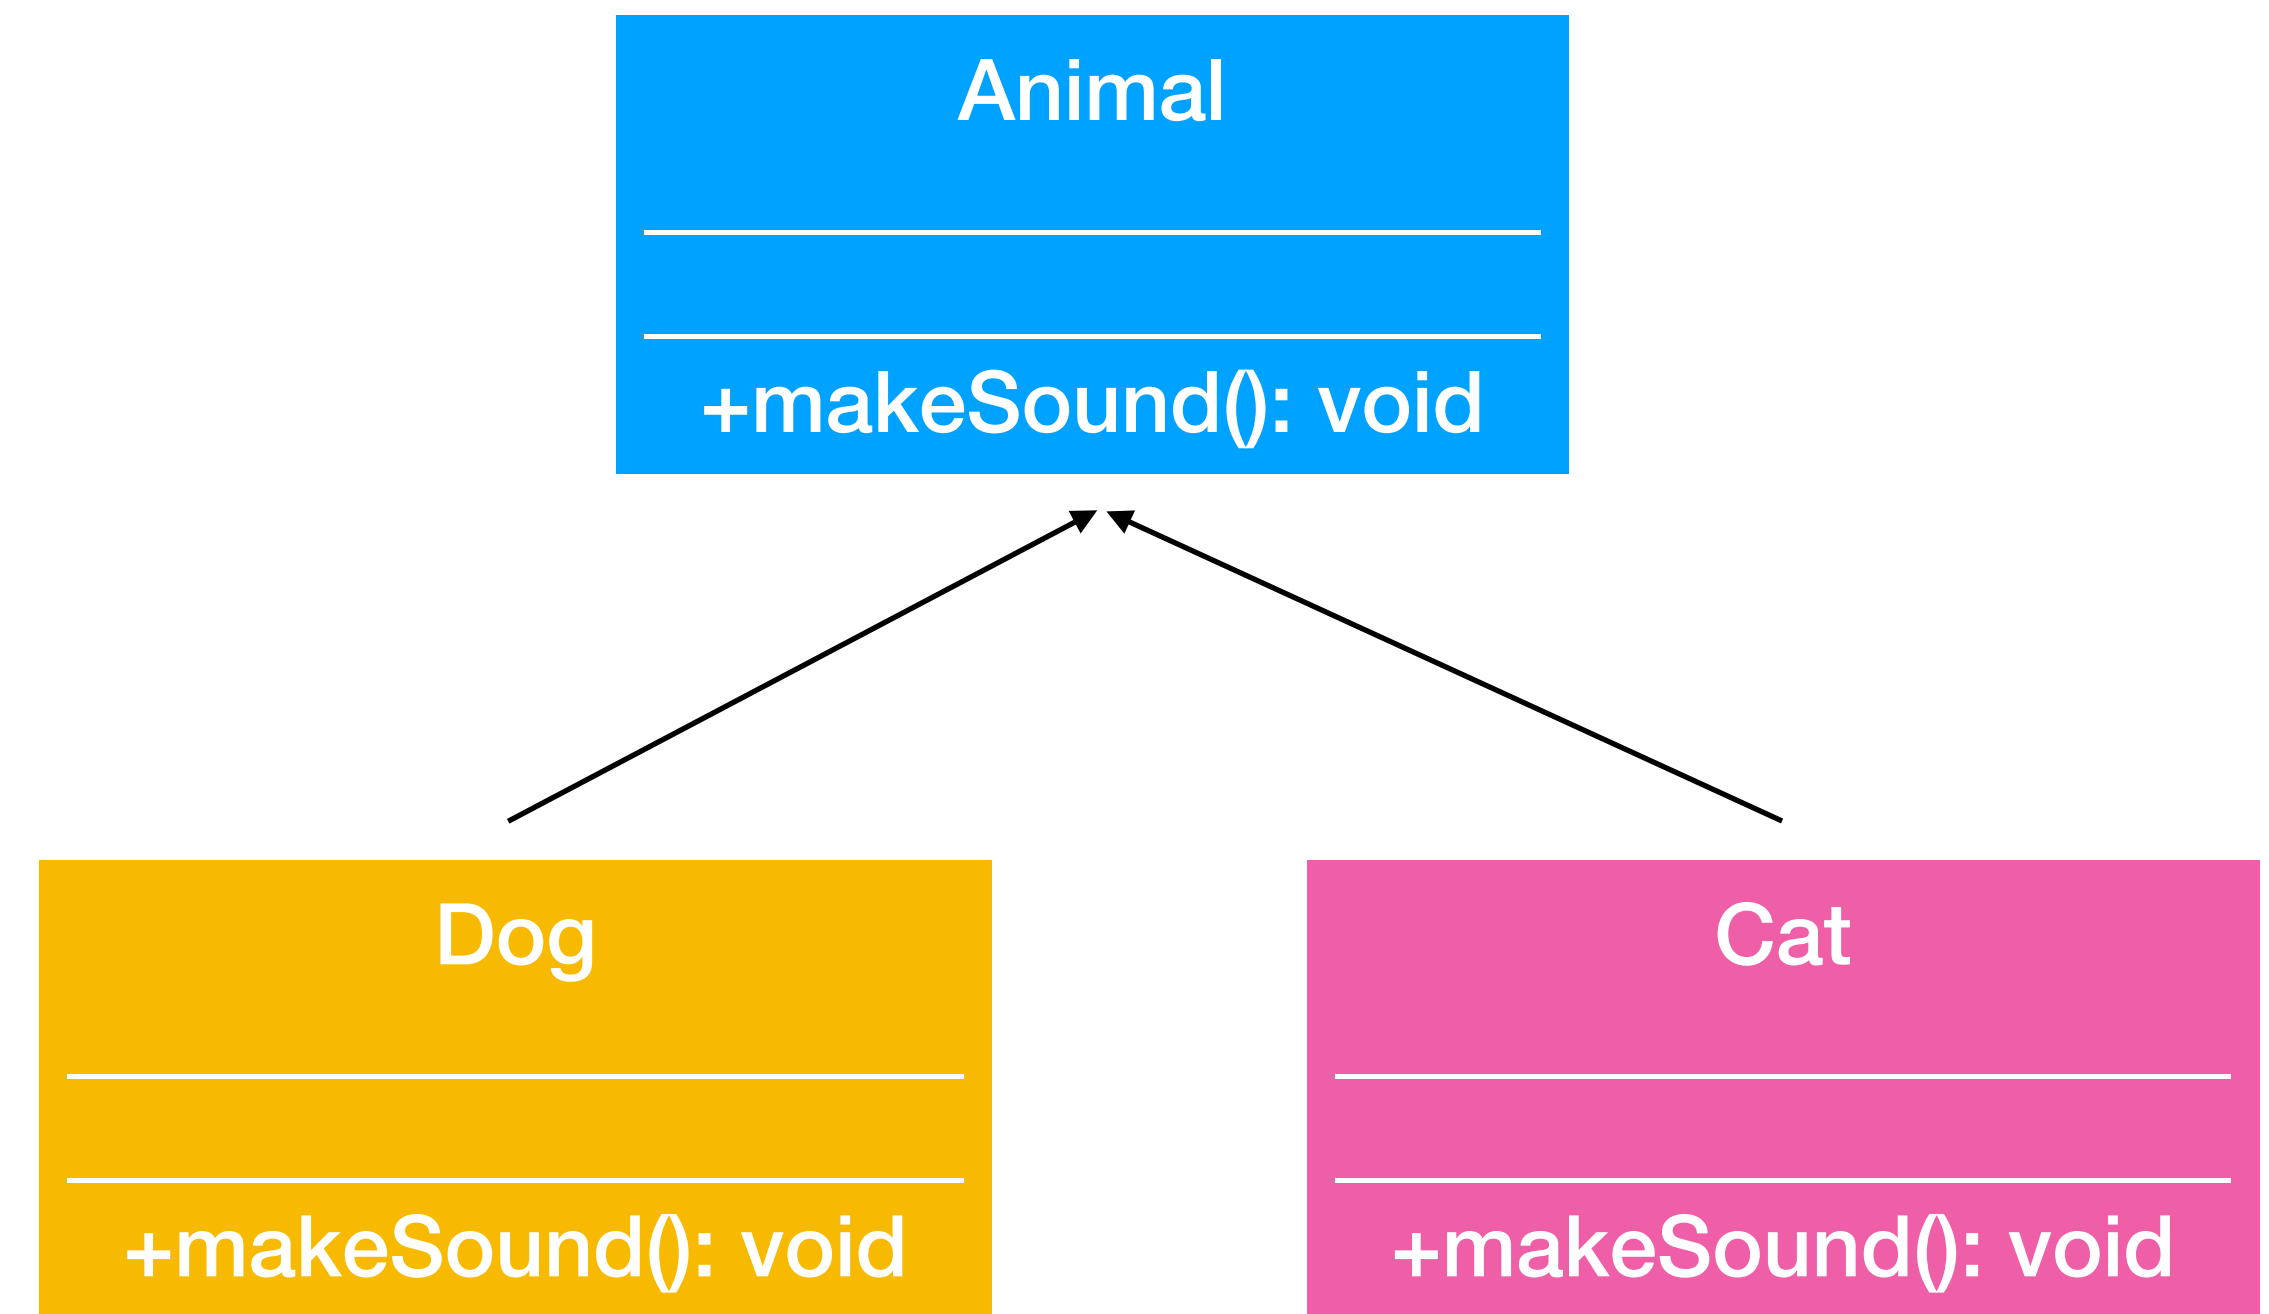 Animal
+makeSound(): void
Dog
+makeSound(): void
Cat
+makeSound(): void